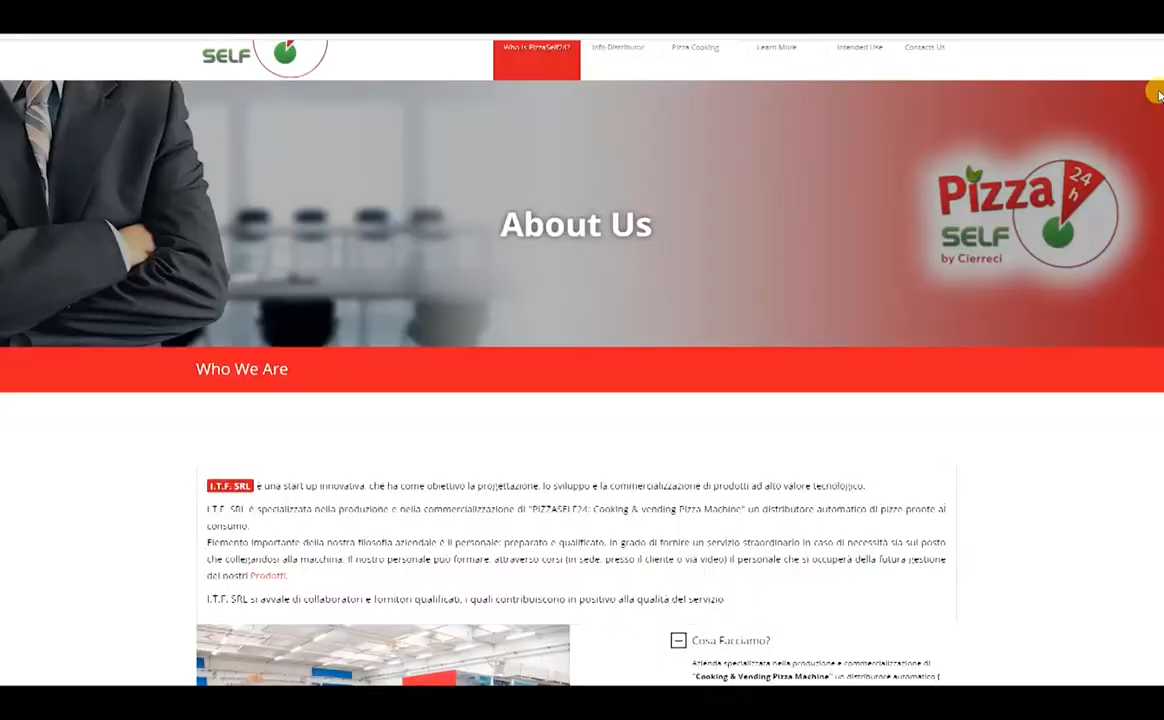 SELF
Who is PizzaSelf24?
Info Distributor
Pizza Cooking
Learn More
Intended Use
Contacts Us
About Us
Pizza
24
h
SELF
by Cierreci
Who We Are
I.T.F. SRL è una start up innovativa, che ha come obiettivo la progettazione, lo sviluppo e la commercializzazione di prodotti ad alto valore tecnologico.
I.T.F. SRL è specializzata nella produzione e nella commercializzazione di "PIZZASELF24: Cooking & vending Pizza Machine" un distributore automatico di pizze pronte al
consumo.
Elemento importante della nostra filosofia aziendale è il personale: preparato e qualificato, in grado di fornire un servizio straordinario in caso di necessità sia sul posto
che collegandosi alla macchina. Il nostro personale può formare, attraverso corsi (in sede, presso il cliente o via video) il personale che si occuperà della futura gestione
dei nostri Prodotti.
I.T.F. SRL si avvale di collaboratori e fornitori qualificati, i quali contribuiscono in positivo alla qualità del servizio
Cosa Facciamo?
Azienda specializzata nella produzione e commercializzazione di
"Cooking & Vending Pizza Machine" un distributore automatico (